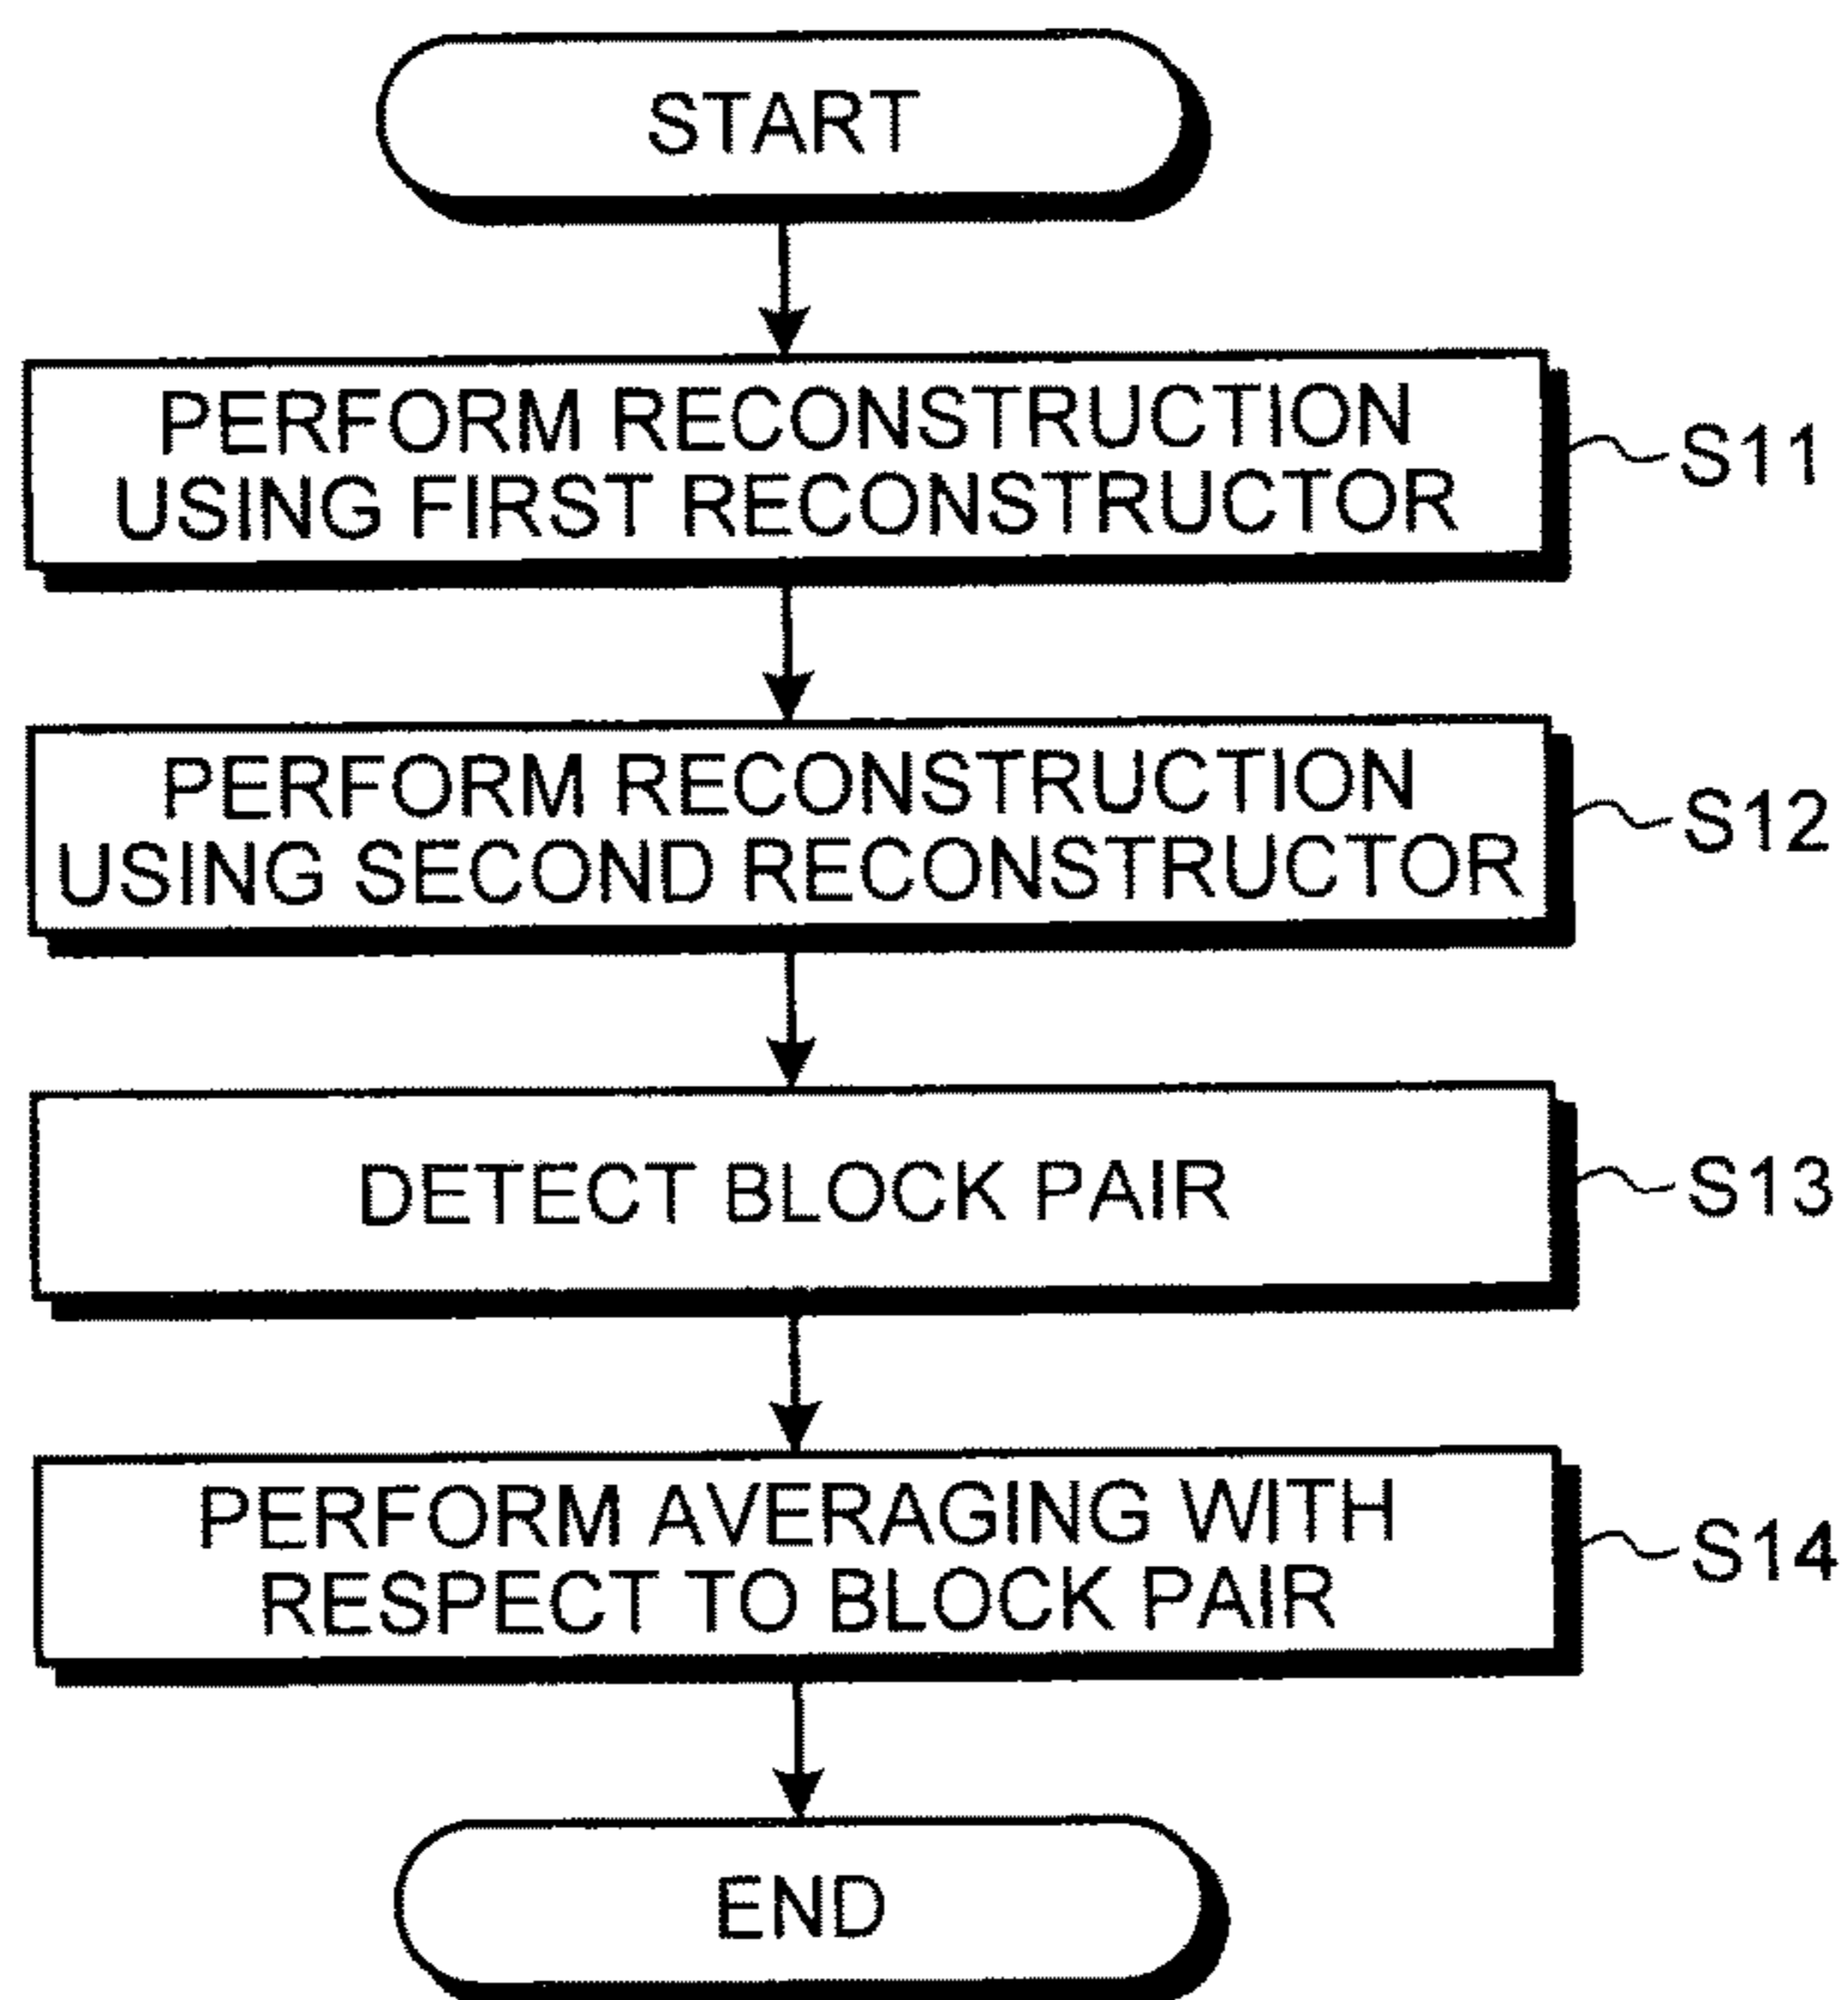 START
PERFORM RECONSTRUCTION
USING FIRST RECONSTRUCTOR
S11
PERFORM RECONSTRUCTION
USING SECOND RECONSTRUCTOR
S12
DETECT BLOCK PAIR
S13
PERFORM AVERAGING WITH
RESPECT TO BLOCK PAIR
S14
END